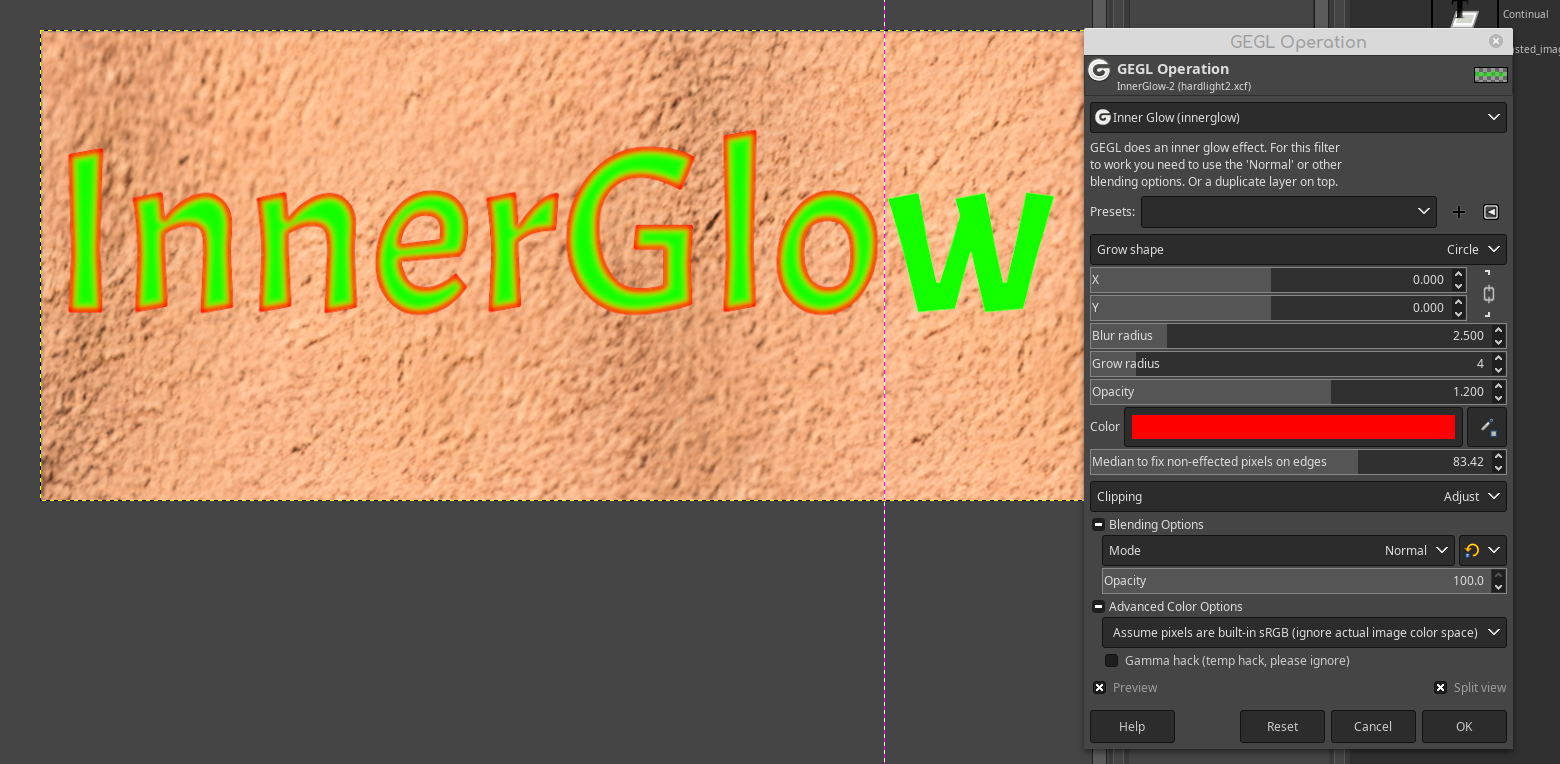 Continual
GEGL Operation
GEGL Operation
InnerGlow-2 (hardlight2.xcf)
Inner Glow (innerglow)
GEGL does an inner glow effect. For this filter
to work you need to use the 'Normal' or other
blending options. Or a duplicate layer on top.
Presets:
Grow shape Circle
X 0.000
Y 0.000
Blur radius 2.500
Grow radius 4
Opacity 1.200
Color
Median to fix non-effected pixels on edges 83.42
Clipping Adjust
Blending Options
Mode Normal
Opacity 100.0
Advanced Color Options
Assume pixels are built-in sRGB (ignore actual image color space)
Gamma hack (temp hack, please ignore)
Preview Split view
Help Reset Cancel OK
InnerGlow